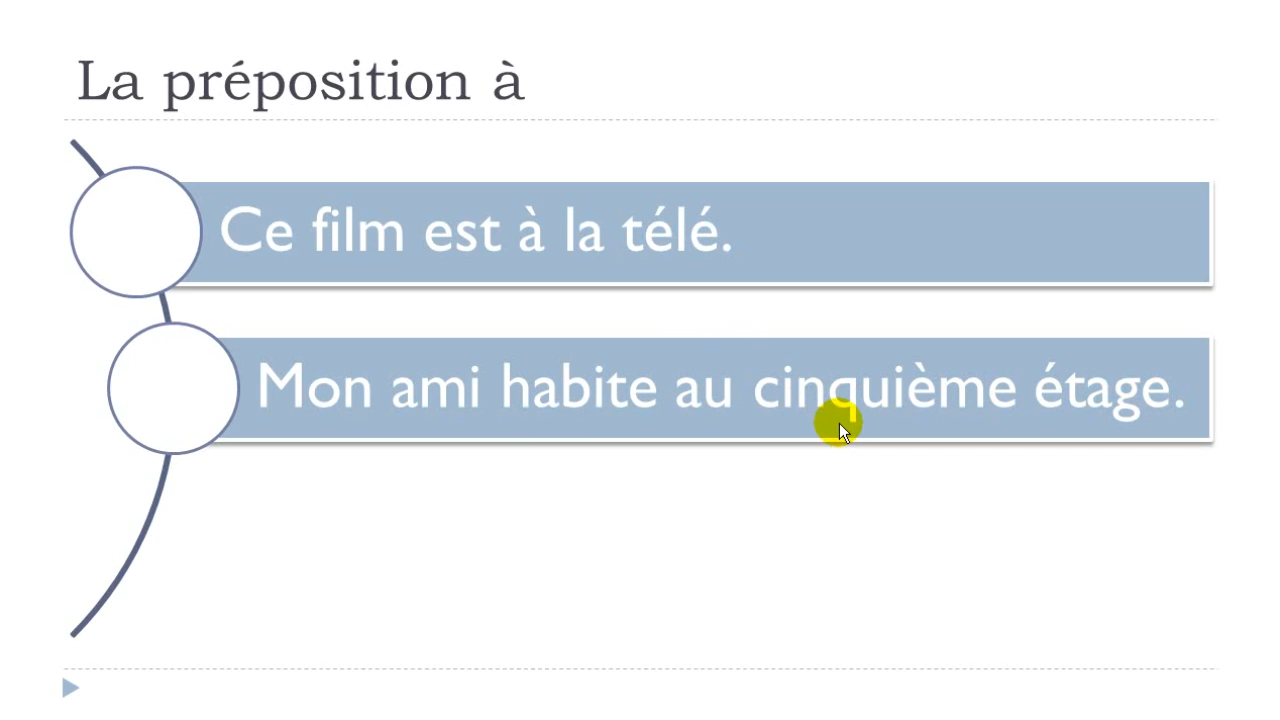 La préposition à
Ce film est à la télé.
Mon ami habite au cinquième étage.